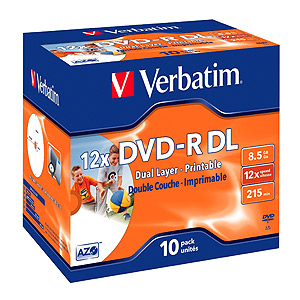 Verbatim
12x DVD-R DL
Dual Layer - Printable
Double Couche - Imprimable
8.5 GB
12x
215 min
AZO
10 pack
unités
DVD